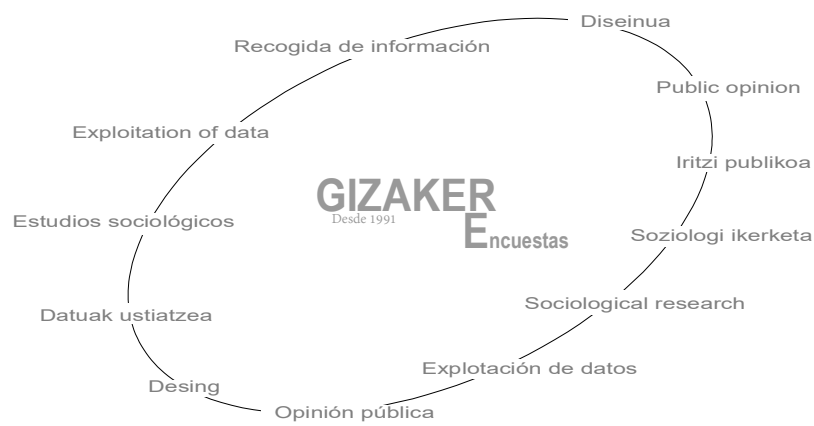 Diseinua
Recogida de información
Public opinion
Exploitation of data
Iritzi publikoa
GIZAKER
Desde 1991
Encuestas
Estudios sociológicos
Soziologi ikerketa
Sociological research
Datuak ustiatzea
Explotación de datos
Desing
Opinión pública